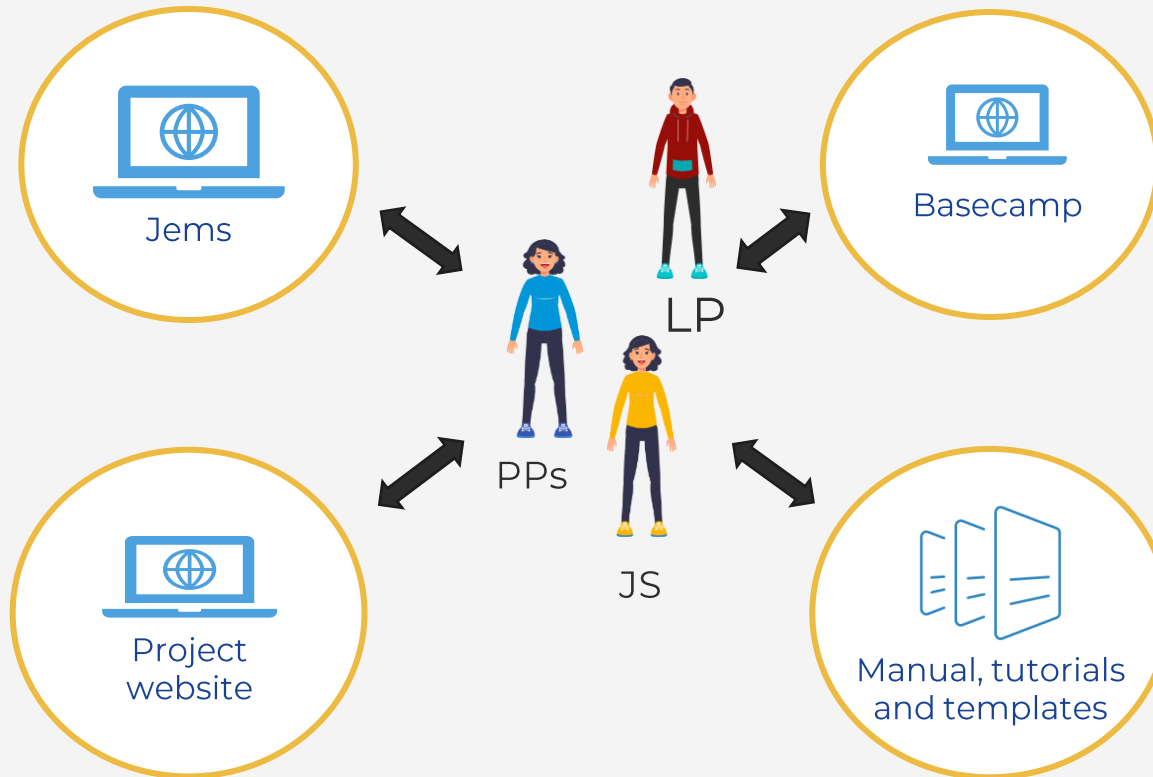 Jems
Basecamp
LP
PPs
JS
Project
website
Manual, tutorials
and templates